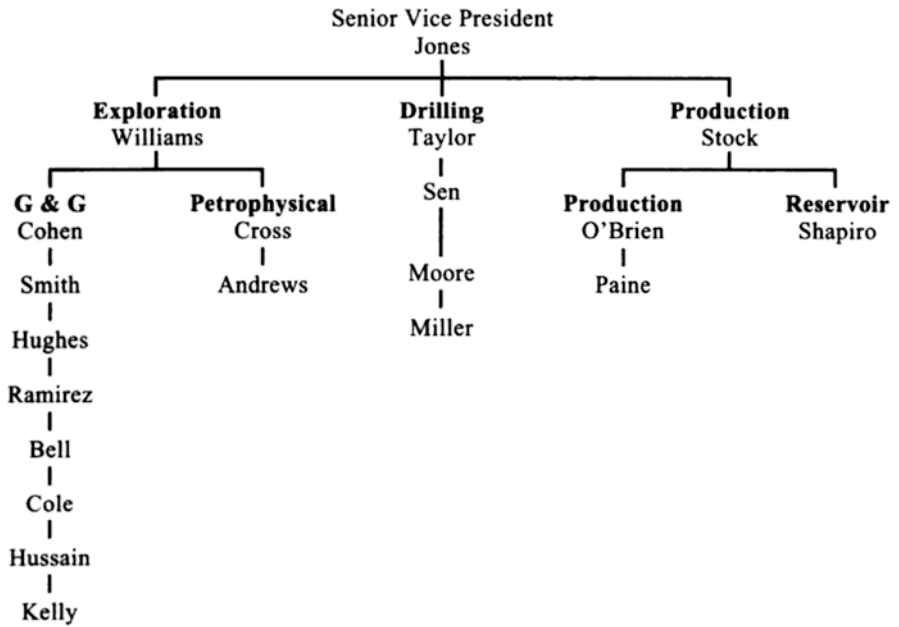 Senior Vice President
Jones
Exploration
Williams
Drilling
Taylor
Production
Stock
G & G
Cohen
Smith
Hughes
Ramirez
Bell
Cole
Hussain
Kelly
Petrophysical
Cross
Andrews
Sen
Moore
Miller
Production
O'Brien
Paine
Reservoir
Shapiro